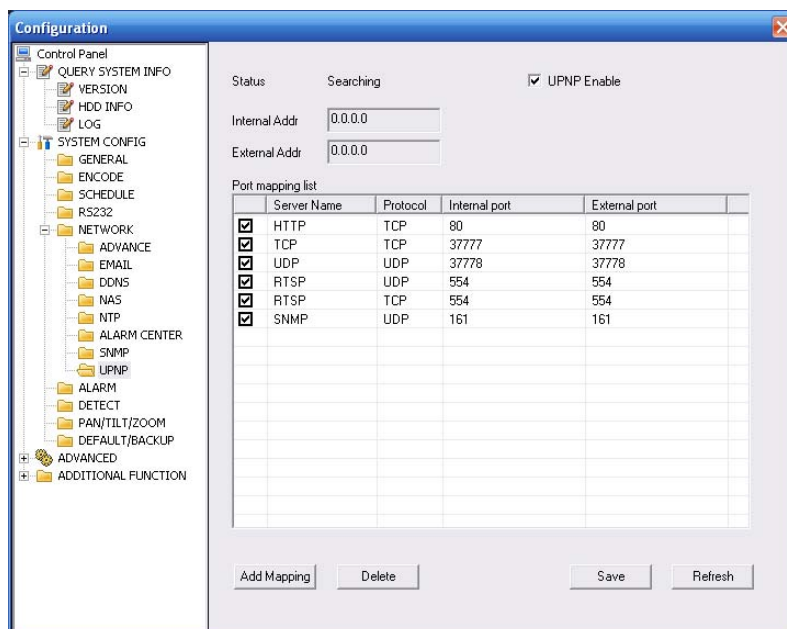 Configuration
Control Panel
QUERY SYSTEM INFO
VERSION
HDD INFO
LOG
SYSTEM CONFIG
GENERAL
ENCODE
SCHEDULE
RS232
NETWORK
ADVANCE
EMAIL
DDNS
NAS
NTP
ALARM CENTER
SNMP
UPNP
ALARM
DETECT
PAN/TILT/ZOOM
DEFAULT/BACKUP
ADVANCED
ADDITIONAL FUNCTION
Status Searching UPNP Enable
Internal Addr 0.0.0.0
External Addr 0.0.0.0
Port mapping list
Server Name Protocol Internal port External port
HTTP TCP 80 80
TCP TCP 37777 37777
UDP UDP 37778 37778
RTSP UDP 554 554
RTSP TCP 554 554
SNMP UDP 161 161
Add Mapping Delete Save Refresh